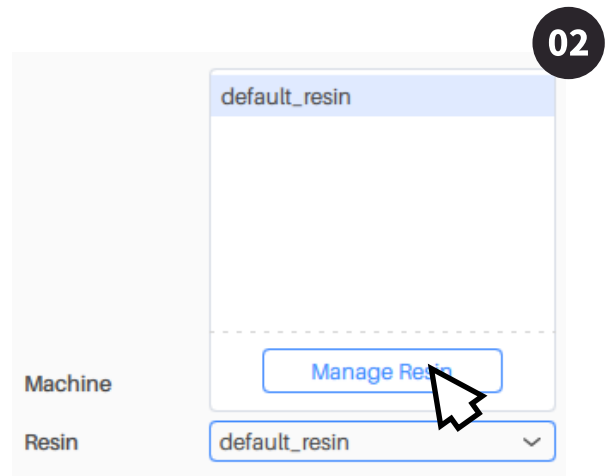 02
default_resin
Manage Resin
Machine
Resin
default_resin